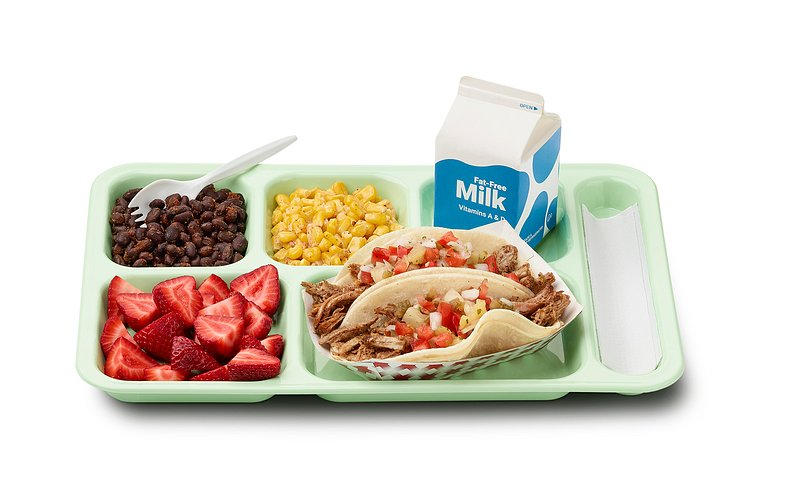 OPEN▶
Fat-Free
Milk
Vitamins A & D